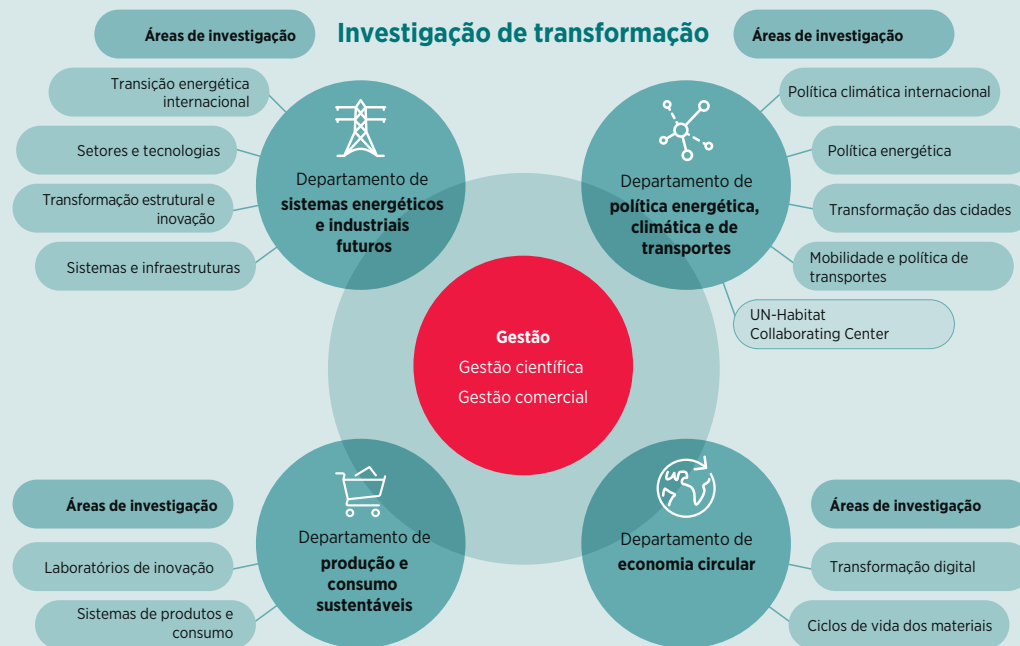 Investigação de transformação
Áreas de investigação
Transição energética
internacional
Setores e tecnologias
Transformação estrutural e
inovação
Sistemas e infraestruturas
Departamento de
sistemas energéticos
e industriais
futuros
Áreas de investigação
Política climática internacional
Política energética
Transformação das cidades
Mobilidade e política de
transportes
UN-Habitat
Collaborating Center
Departamento de
política energética,
climática e de
transportes
Gestão
Gestão científica
Gestão comercial
Áreas de investigação
Laboratórios de inovação
Sistemas de produtos e
consumo
Departamento de
produção e
consumo
sustentáveis
Departamento de
economia circular
Áreas de investigação
Transformação digital
Ciclos de vida dos materiais